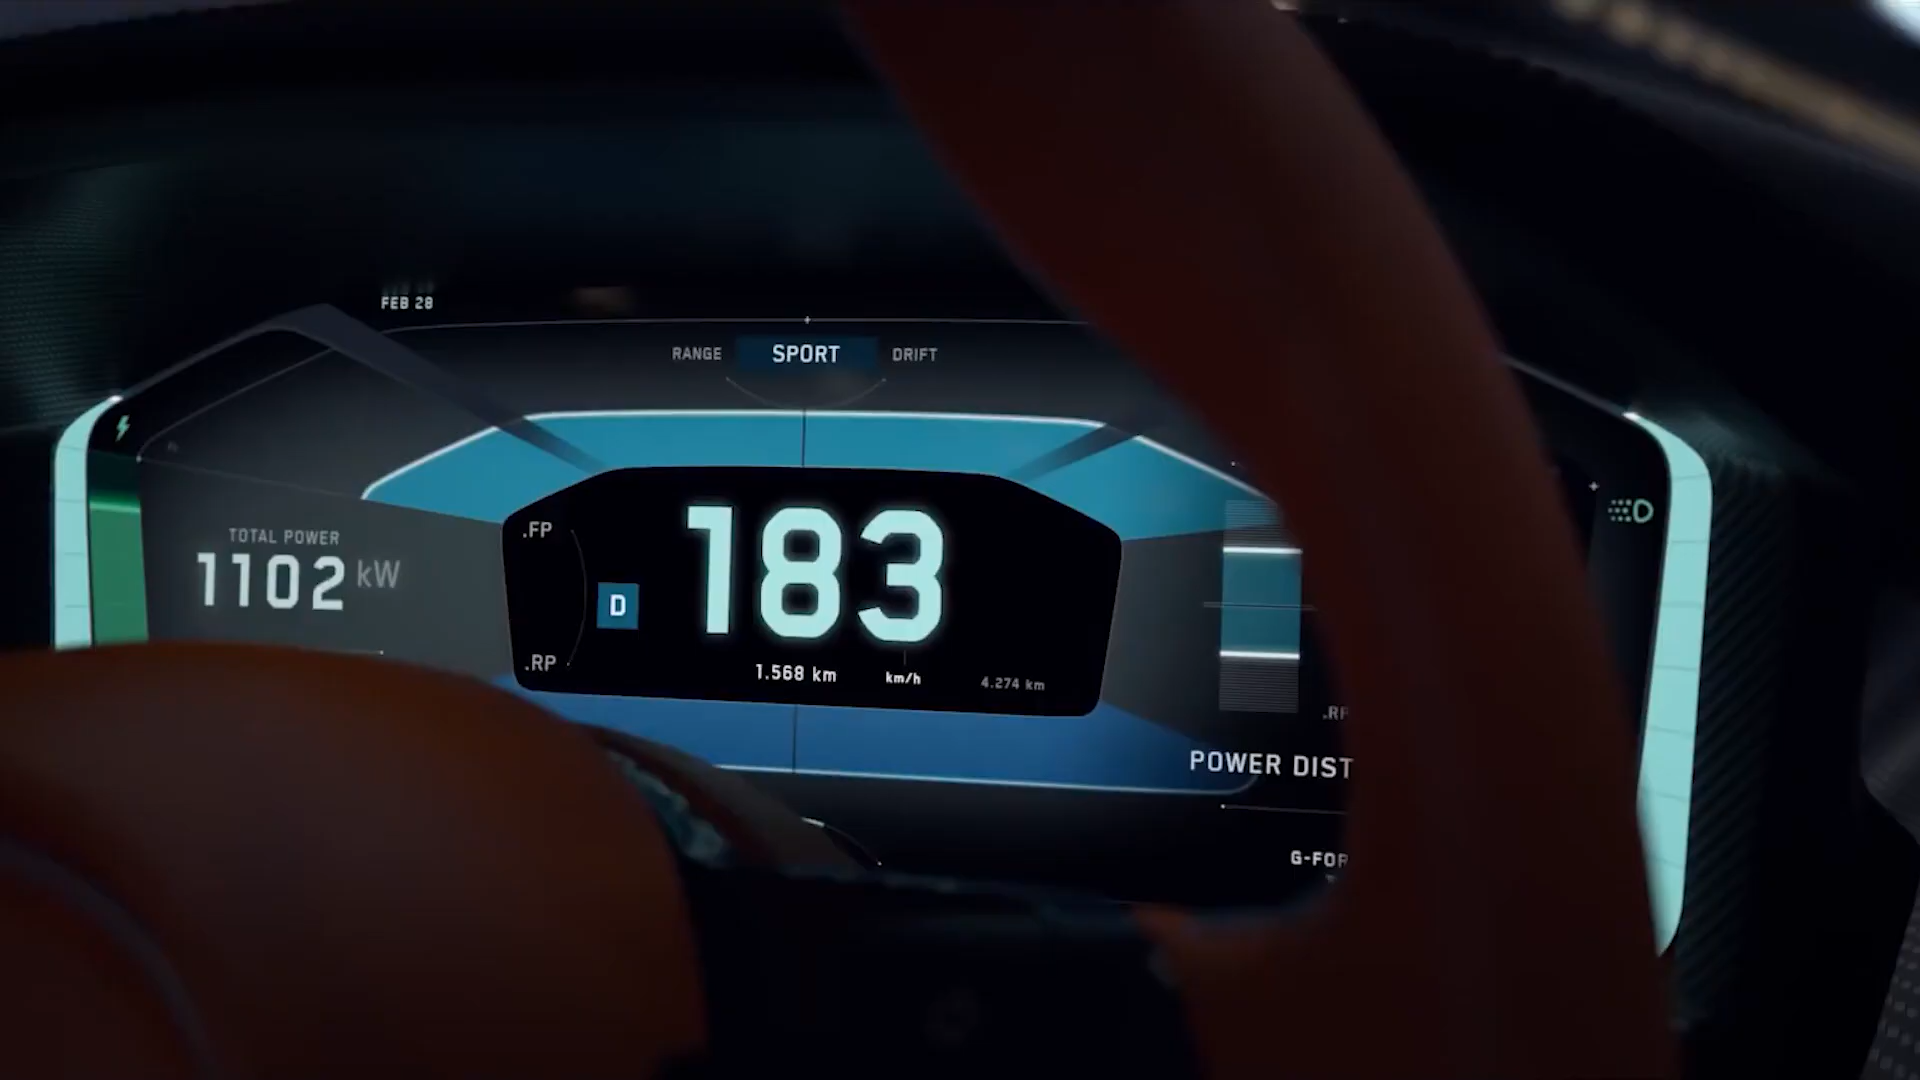 FEB 28
RANGE SPORT DRIFT
TOTAL POWER
1102 kW
.FP
D
183
.RP
1.568 km km/h 4.274 km
.RP
POWER DIST
G-FOR